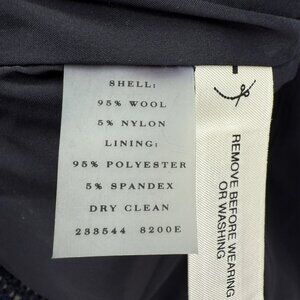 SHELL:
95% WOOL
5% NYLON
LINING:
95% POLYESTER
5% SPANDEX
DRY CLEAN
233544 8200E
REMOVE BEFORE WEARING
OR WASHING